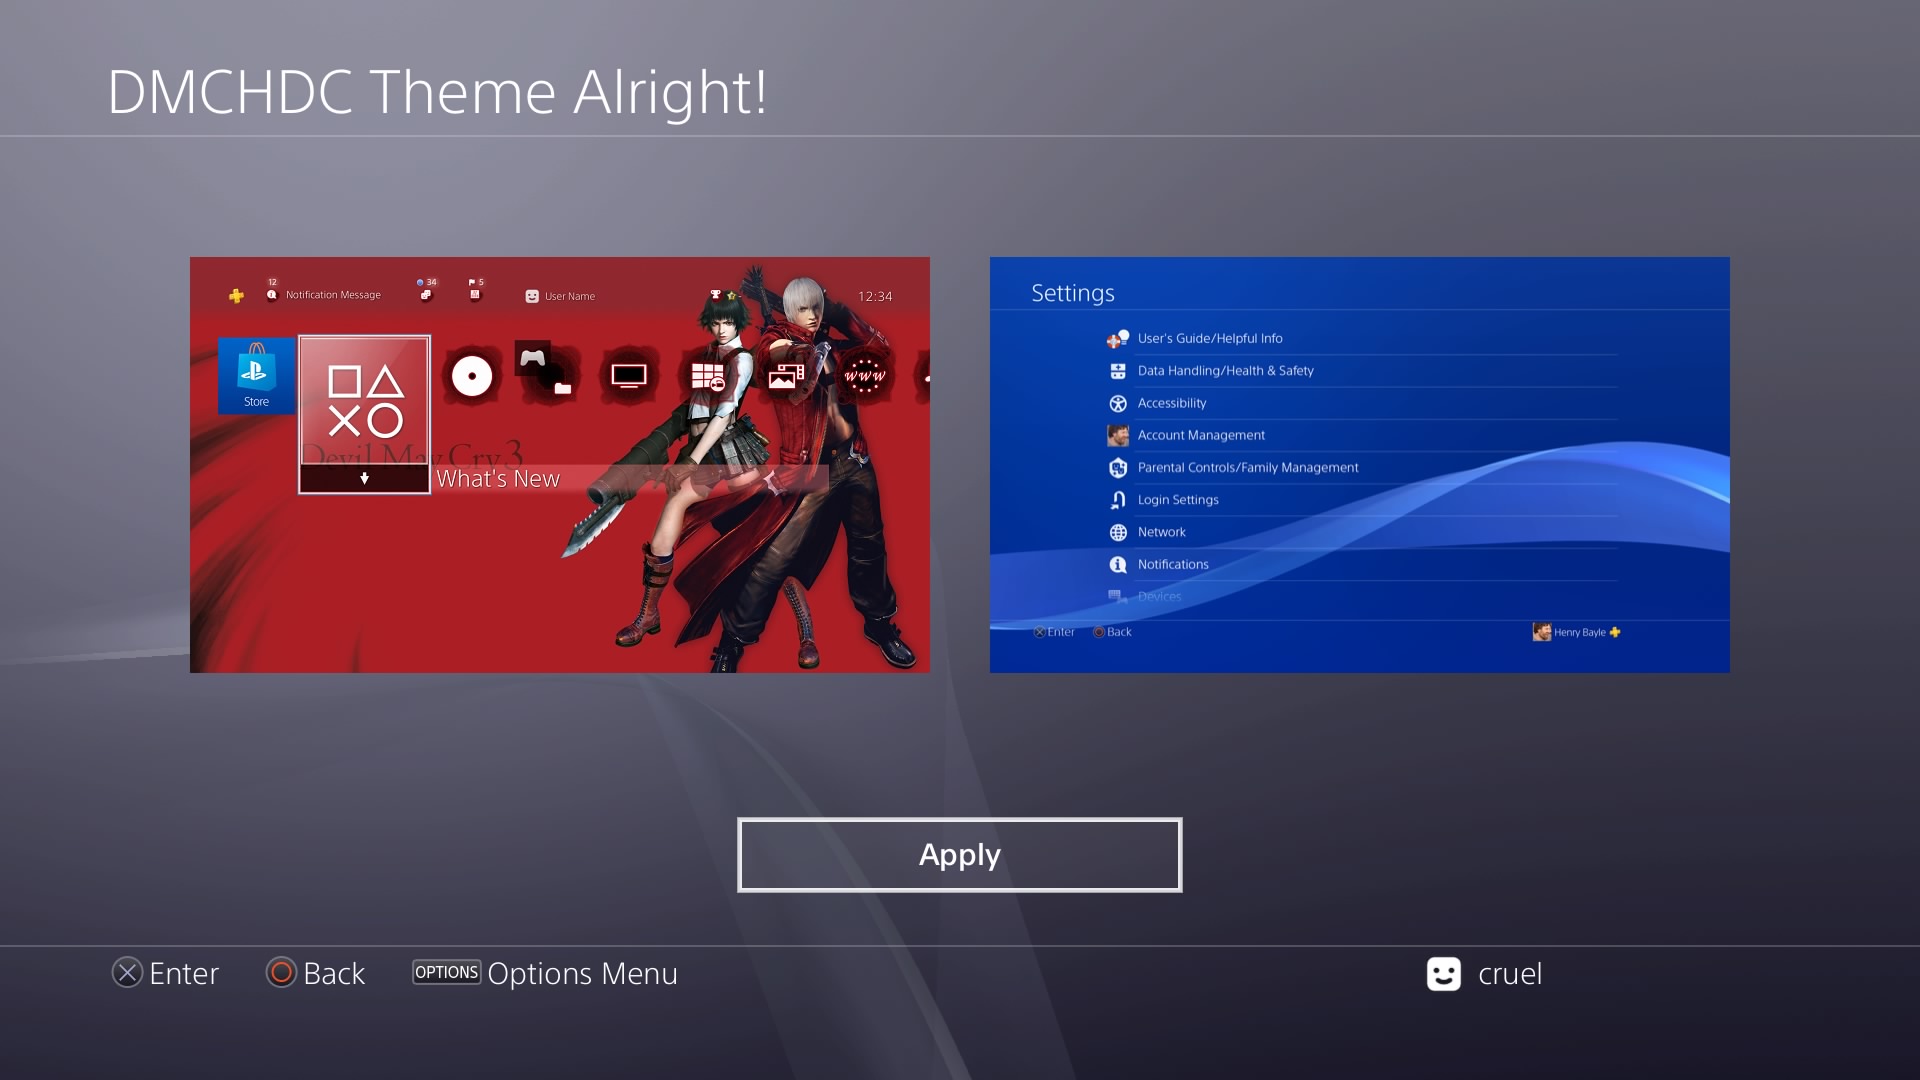 DMCHDC Theme Alright!
12
Notification Message
34
5
User Name
12:34
Store
WWW
Devil May Cry 3
What's New
Settings
User's Guide/Helpful Info
Data Handling/Health & Safety
Accessibility
Account Management
Parental Controls/Family Management
Login Settings
Network
Notifications
Devices
Enter
Back
Henry Bayle
Apply
Enter
Back
OPTIONS Options Menu
cruel